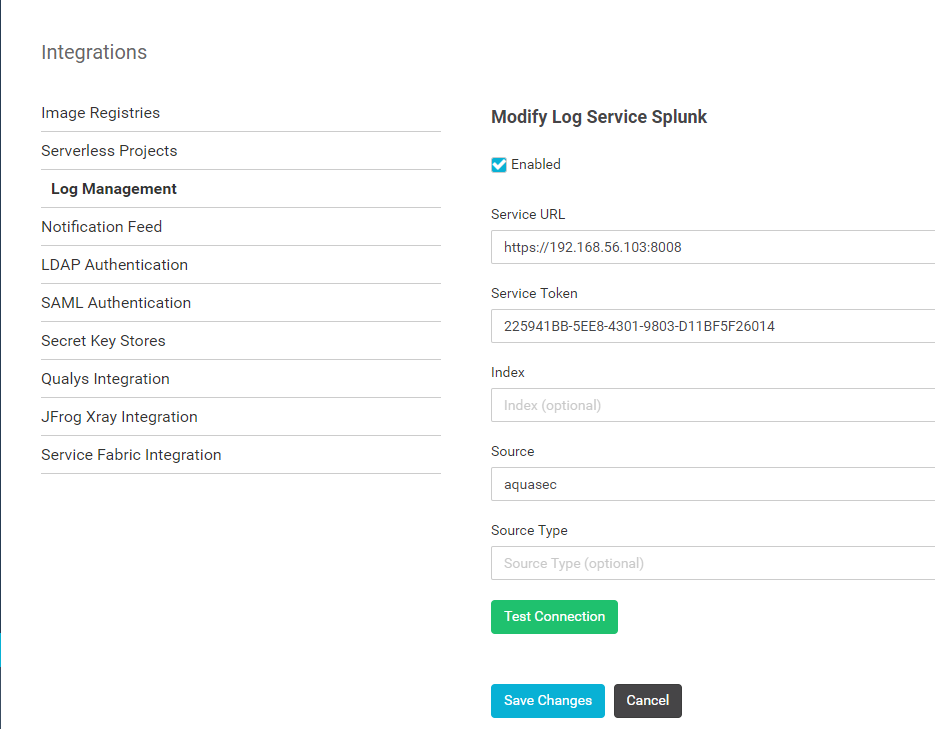 Integrations
Image Registries
Serverless Projects
Log Management
Notification Feed
LDAP Authentication
SAML Authentication
Secret Key Stores
Qualys Integration
JFrog Xray Integration
Service Fabric Integration
Modify Log Service Splunk
Enabled
Service URL
https://192.168.56.103:8008
Service Token
225941BB-5EE8-4301-9803-D11BF5F26014
Index
Index (optional)
Source
aquasec
Source Type
Source Type (optional)
Test Connection
Save Changes Cancel